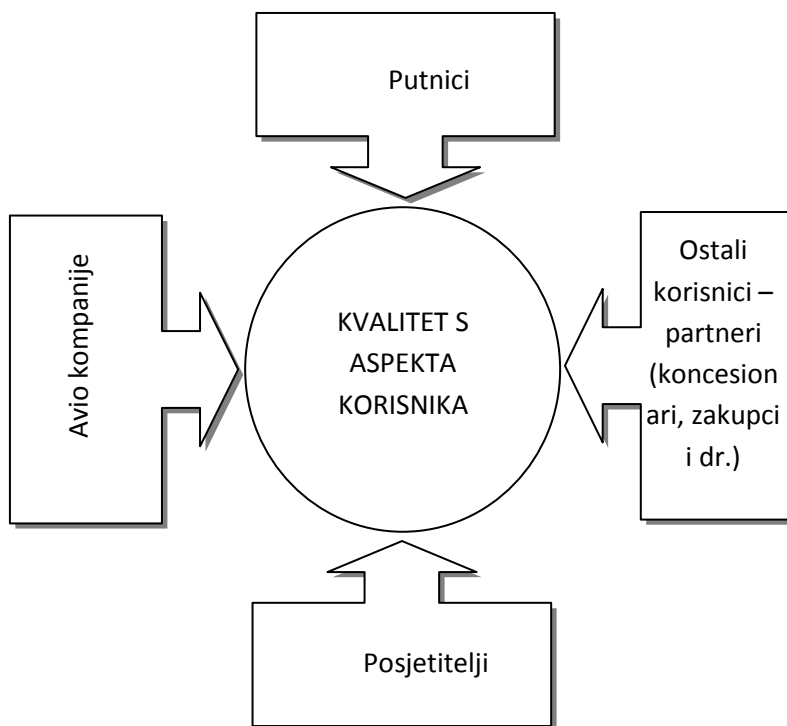 Putnici
Avio kompanije
KVALITET S
ASPEKTA
KORISNIKA
Ostali
korisnici –
partneri
(koncesion
ari, zakupci
i dr.)
Posjetitelji